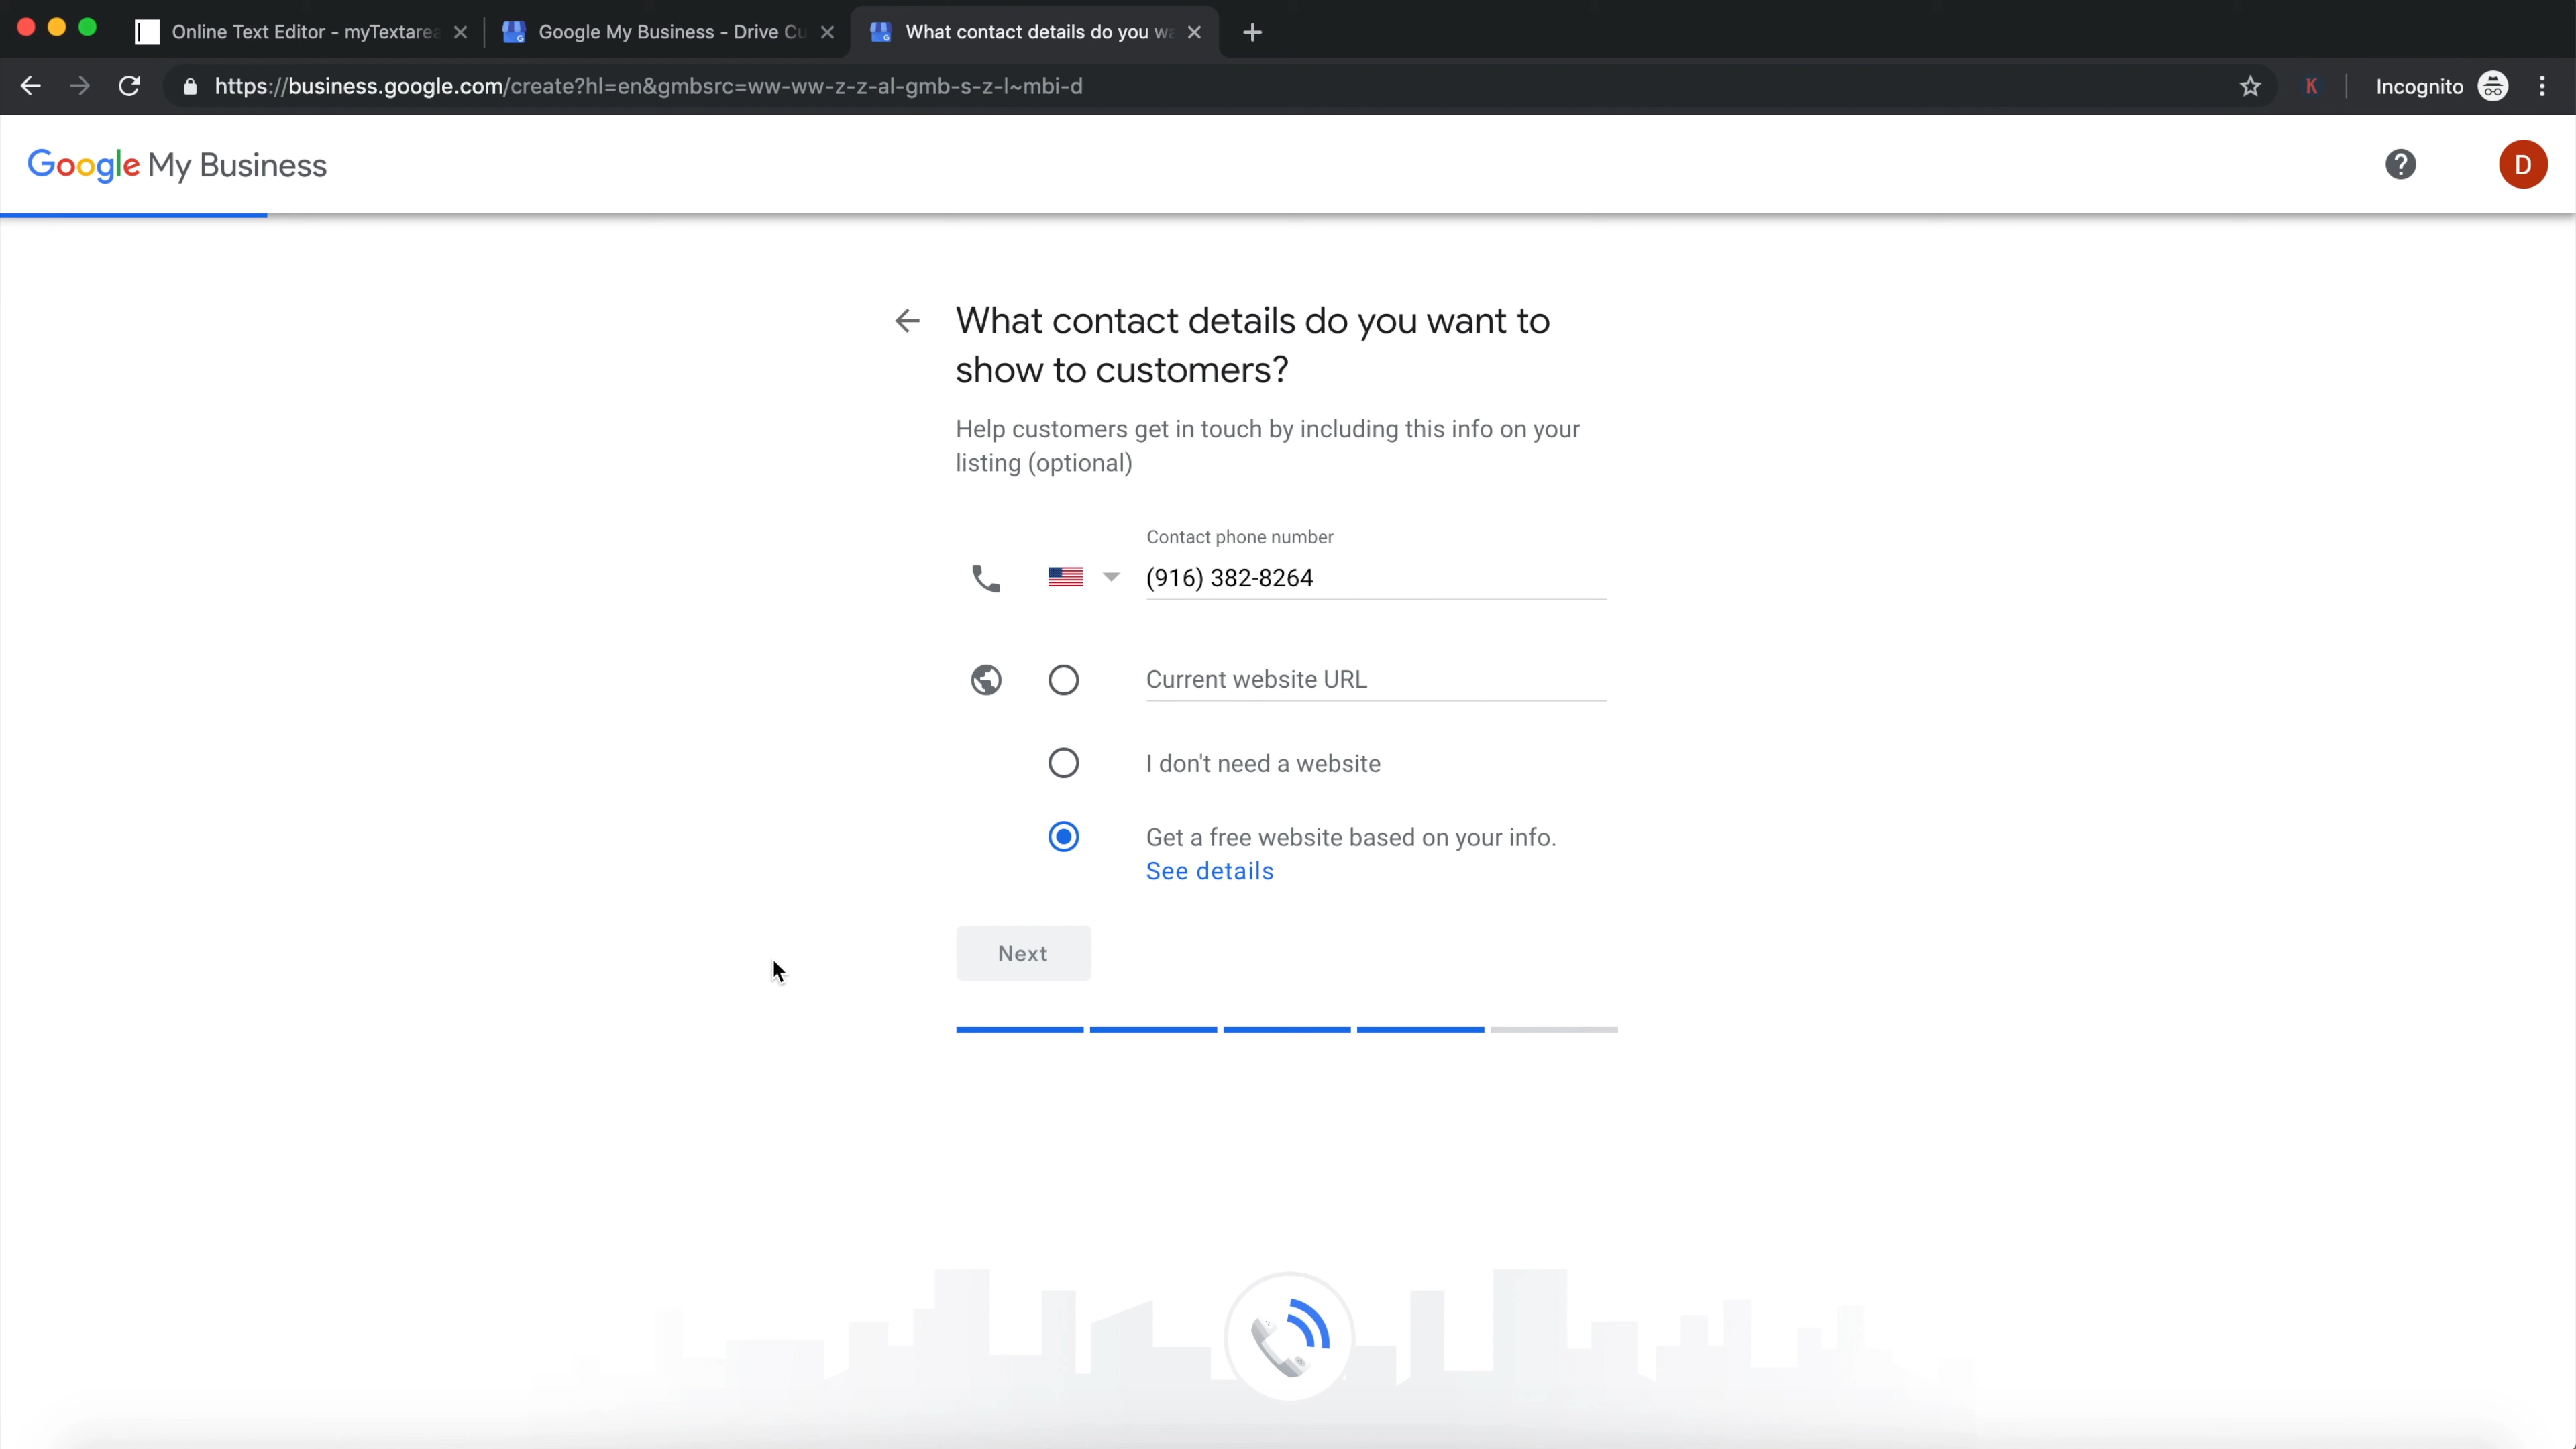 Online Text Editor - myTextarea
Google My Business - Drive Cu
What contact details do you wa
https://business.google.com/create?hl=en&gmbsrc=ww-ww-z-z-al-gmb-s-z-l~mbi-d
K
Incognito
Google My Business
?
D
What contact details do you want to
show to customers?
Help customers get in touch by including this info on your
listing (optional)
Contact phone number
(916) 382-8264
Current website URL
I don't need a website
Get a free website based on your info.
See details
Next